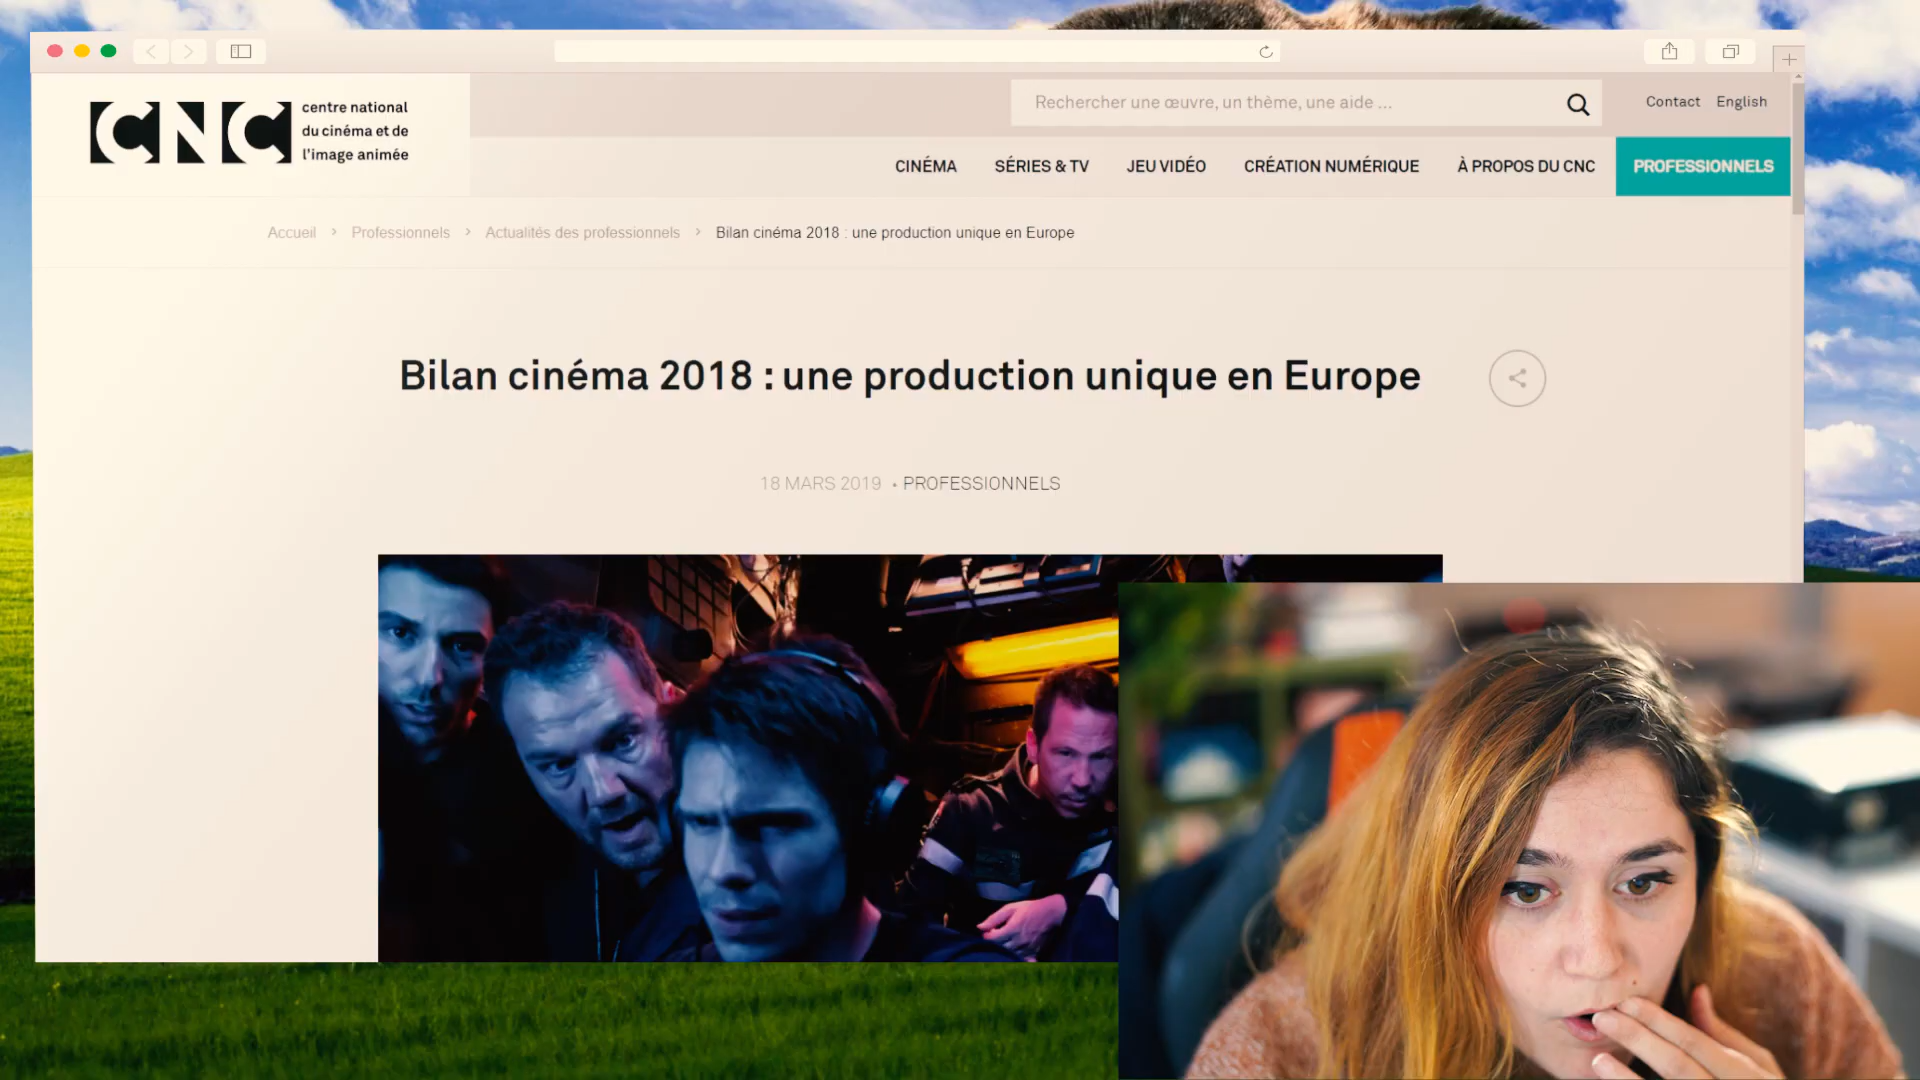 CNC
centre national
du cinéma et de
l'image animée
Rechercher une œuvre, un thème, une aide ...
Contact English
CINÉMA SÉRIES & TV JEU VIDÉO CRÉATION NUMÉRIQUE À PROPOS DU CNC PROFESSIONNELS
Accueil > Professionnels > Actualités des professionnels > Bilan cinéma 2018 : une production unique en Europe
Bilan cinéma 2018 : une production unique en Europe
18 MARS 2019 • PROFESSIONNELS